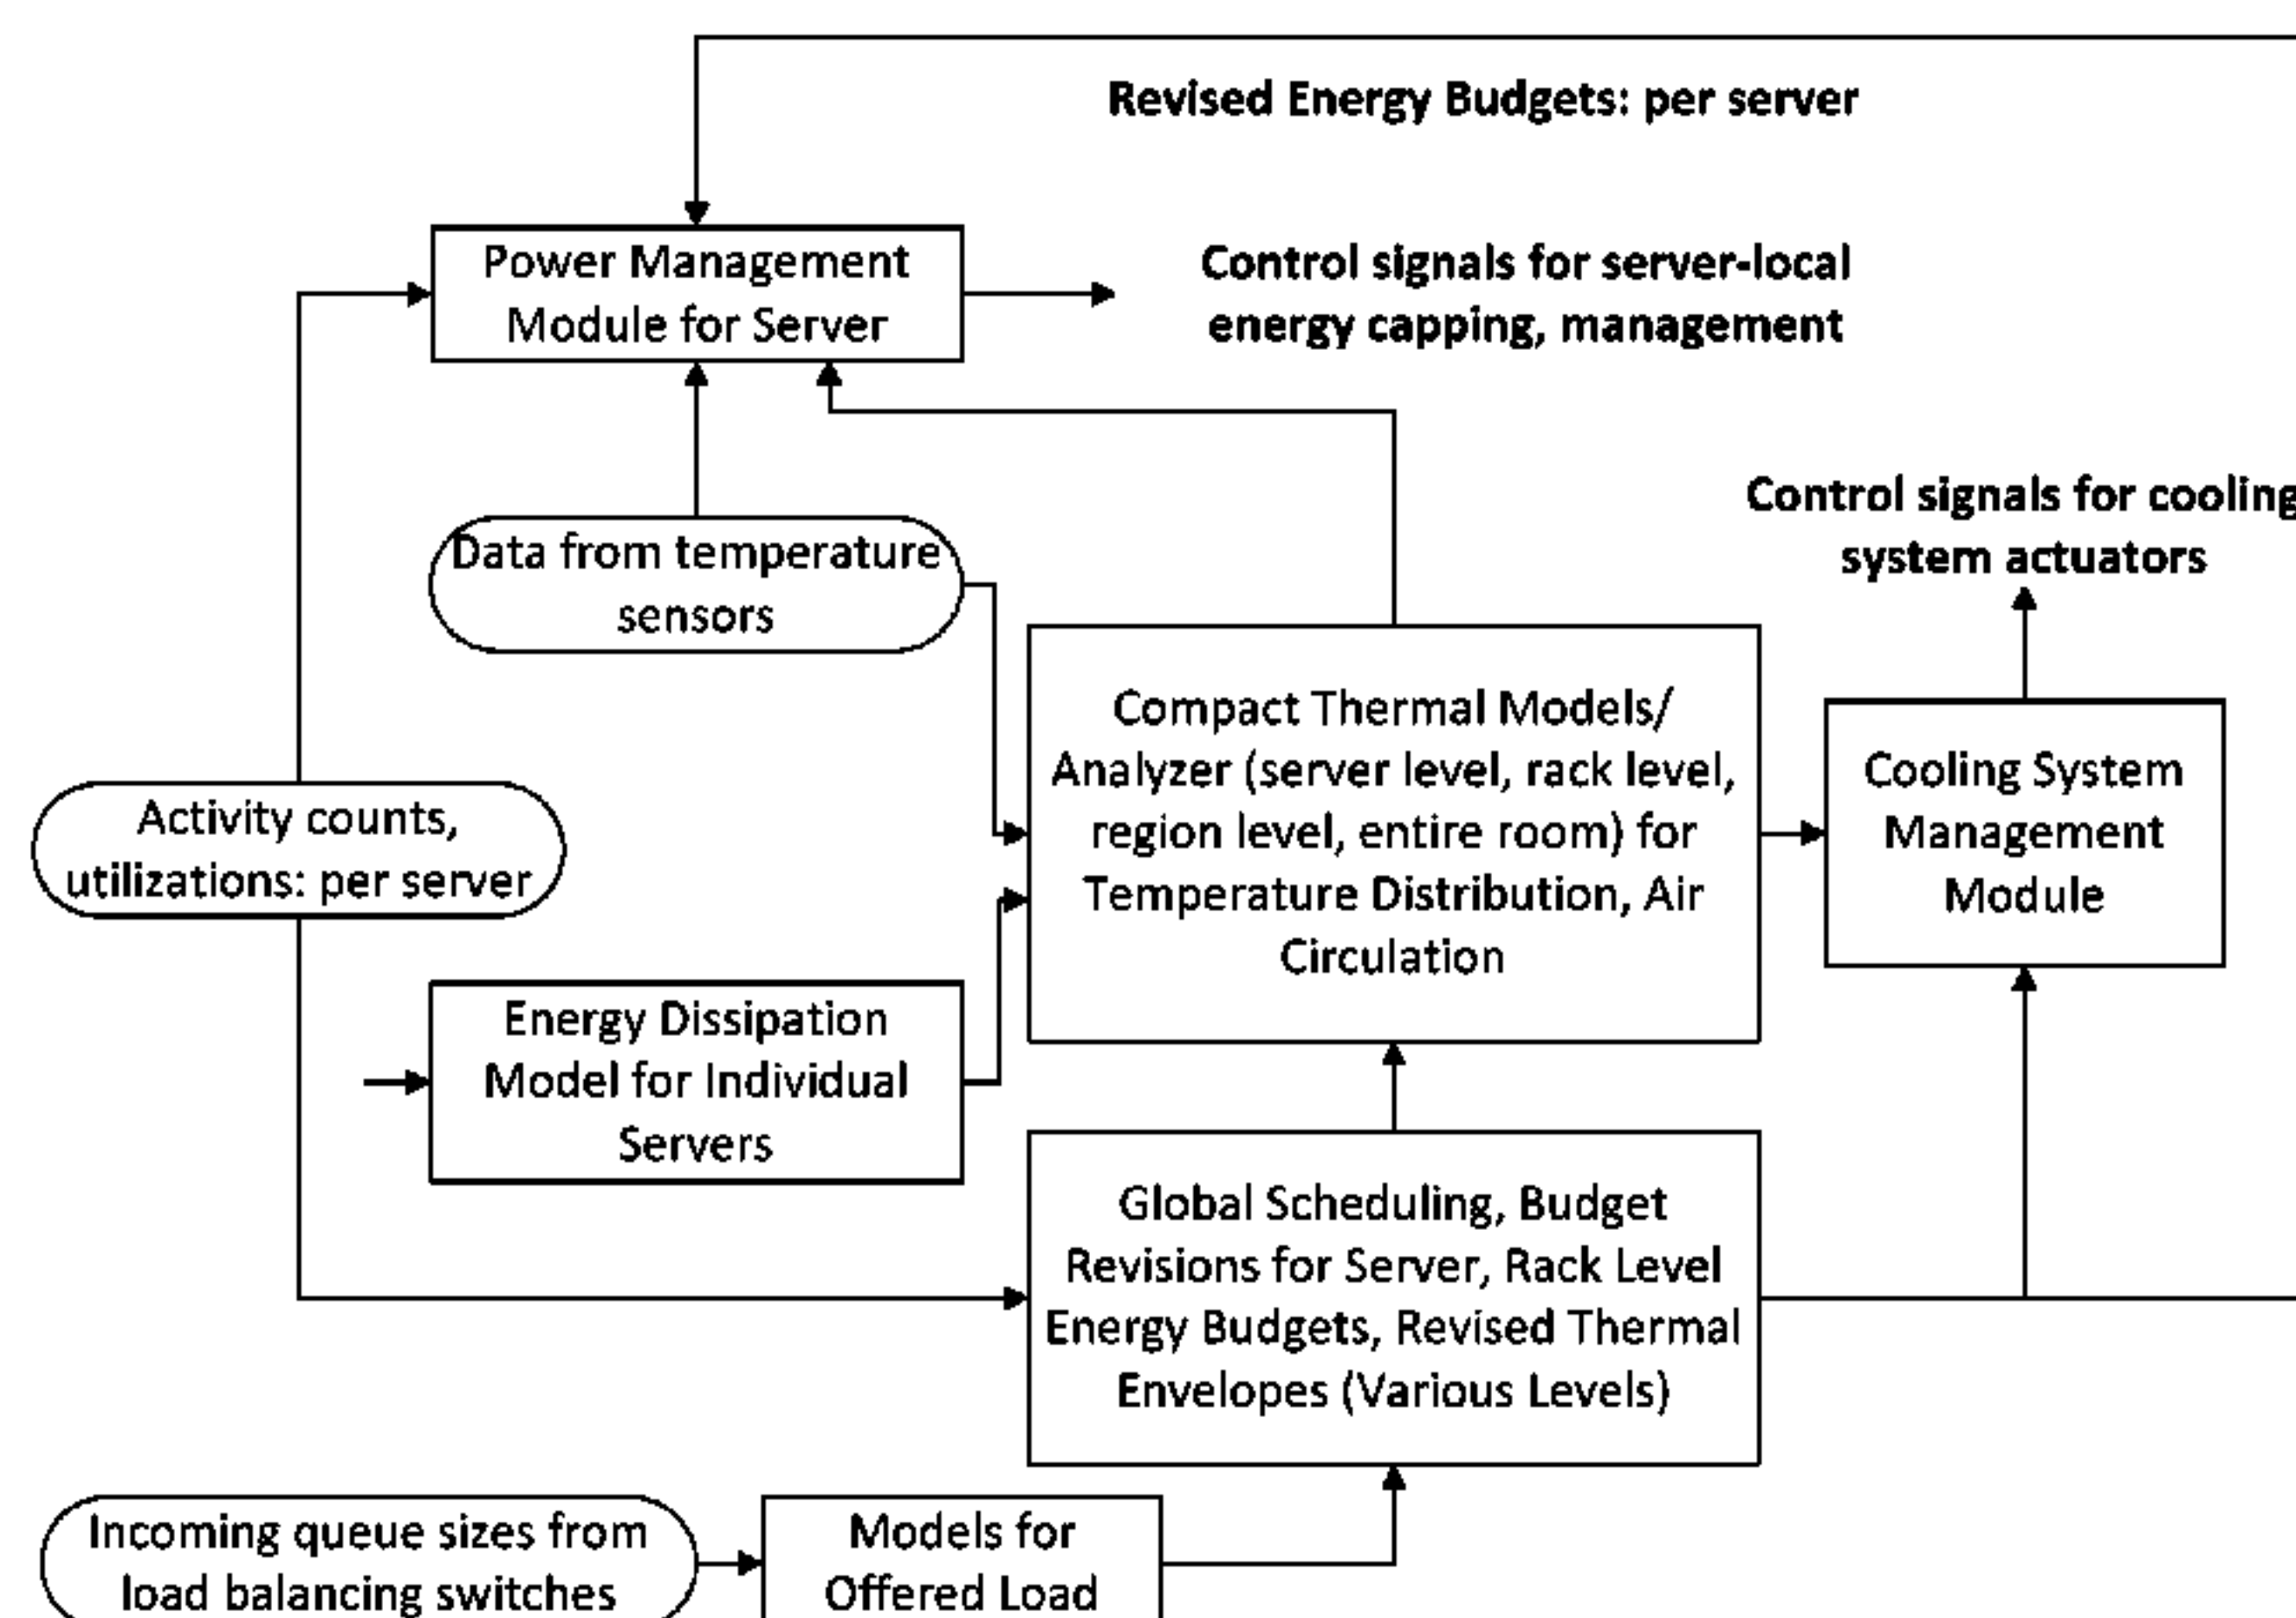 Revised Energy Budgets: per server
Power Management
Module for Server
Control signals for server-local
energy capping, management
Data from temperature
sensors
Control signals for cooling
system actuators
Compact Thermal Models/
Analyzer (server level, rack level,
region level, entire room) for
Temperature Distribution, Air
Circulation
Cooling System
Management
Module
Activity counts,
utilizations: per server
Energy Dissipation
Model for Individual
Servers
Global Scheduling, Budget
Revisions for Server, Rack Level
Energy Budgets, Revised Thermal
Envelopes (Various Levels)
Incoming queue sizes from
load balancing switches
Models for
Offered Load